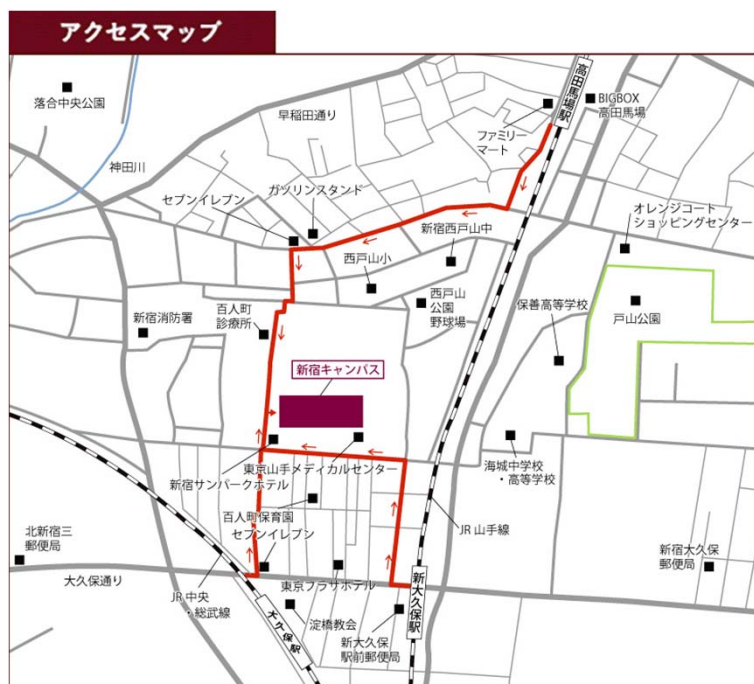 アクセスマップ
落合中央公園
早稲田通り
高田馬場駅
BIGBOX
高田馬場
ファミリー
マート
神田川
ガソリンスタンド
セブンイレブン
新宿西戸山中
オレンジコート
ショッピングセンター
西戸山小
西戸山
公園
野球場
戸山公園
保善高等学校
新宿消防署
百人町
診療所
新宿キャンパス
東京山手メディカルセンター
新宿サンパークホテル
海城中学校
・高等学校
百人町保育園
セブンイレブン
JR山手線
北新宿三
郵便局
大久保通り
JR中央
・総武線
大久保駅
東京プラザホテル
淀橋教会
新大久保
駅前郵便局
新大久保駅
新宿大久保
郵便局